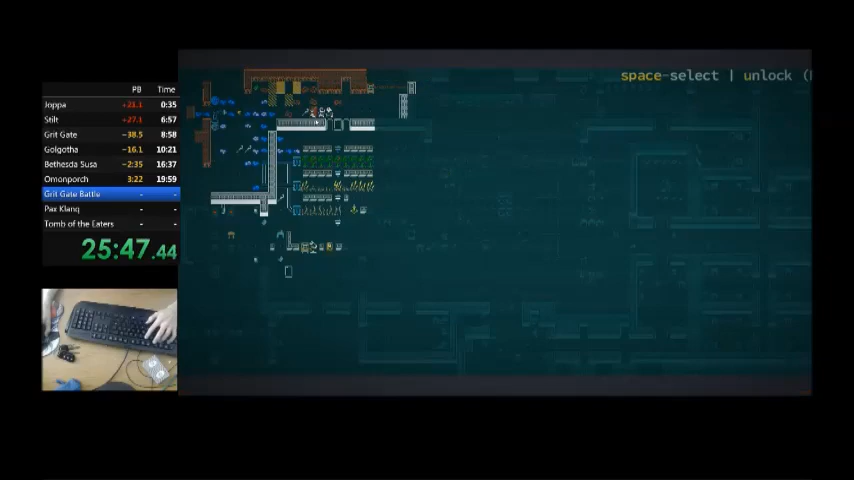 space-select | unlock (
PB Time
Joppa +21.1 0:35
Stilt +27.1 6:57
Grit Gate −38.5 8:58
Golgotha −16.1 10:21
Bethesda Susa −2:35 16:37
Omonporch 3:22 19:59
Grit Gate Battle - -
Pax Klanq - -
Tomb of the Eaters - -
25:47.44